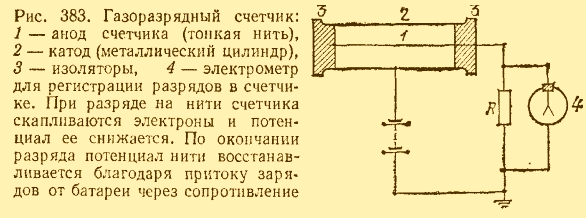 Рис. 383. Газоразрядный счетчик:
1 — анод счетчика (тонкая нить),
2 — катод (металлический цилиндр),
3 — изоляторы, 4 — электрометр
для регистрации разрядов в счетчи-
ке. При разряде на нити счетчика
скапливаются электроны и потен-
циал ее снижается. По окончании
разряда потенциал нити восстанав-
ливается благодаря притоку заря-
дов от батареи через сопротивление
3
2
3
1
R
4